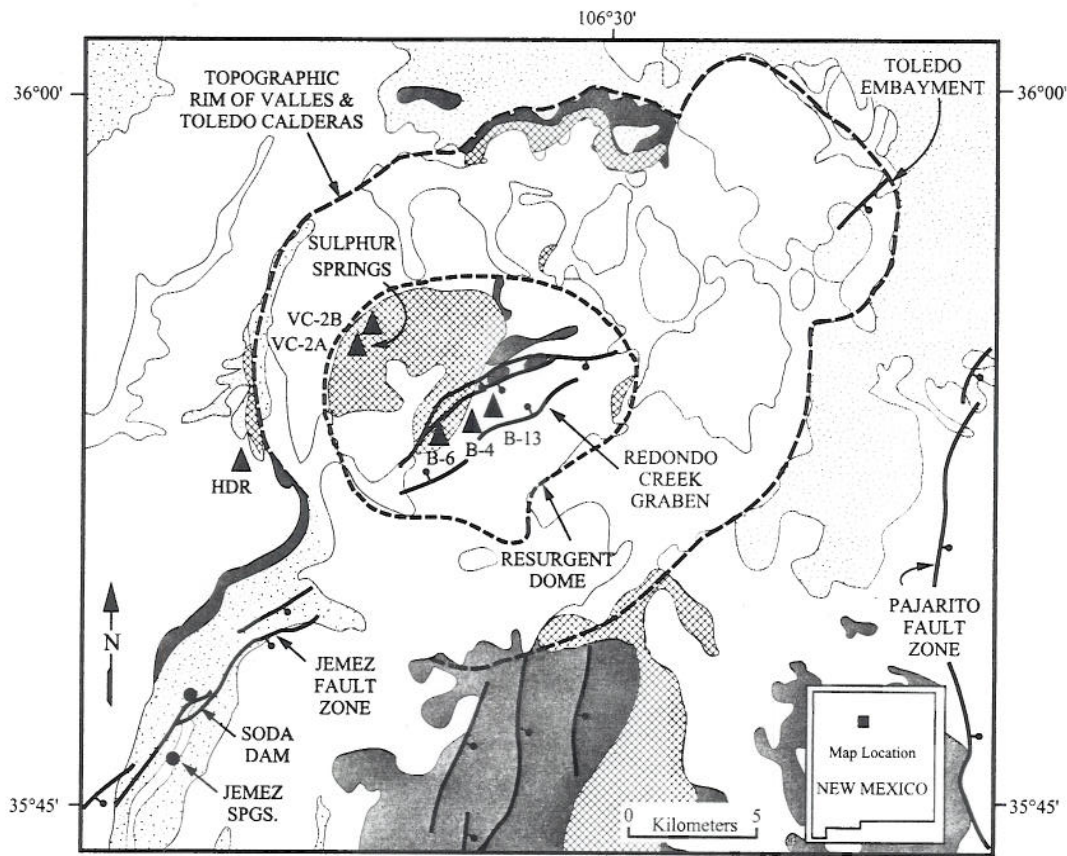 106°30'
36°00'
36°00'
TOPOGRAPHIC
RIM OF VALLES &
TOLEDO CALDERAS
TOLEDO
EMBAYMENT
SULPHUR
SPRINGS
VC-2B
VC-2A
B-13
B-4
B-6
HDR
REDONDO
CREEK
GRABEN
RESURGENT
DOME
N
JEMEZ
FAULT
ZONE
PAJARITO
FAULT
ZONE
SODA
DAM
JEMEZ
SPGS.
Map Location
NEW MEXICO
0 5
Kilometers
35°45'
35°45'